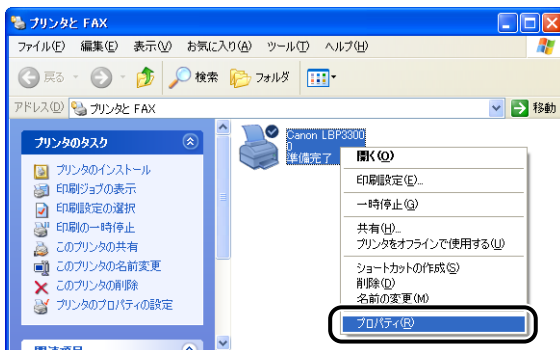 プリンタと FAX
ファイル(F) 編集(E) 表示(V) お気に入り(A) ツール(T) ヘルプ(H)
戻る 検索 フォルダ
アドレス(D) プリンタと FAX 移動
プリンタのタスク
プリンタのインストール
印刷ジョブの表示
印刷設定の選択
印刷の一時停止
このプリンタの共有
このプリンタの名前変更
このプリンタの削除
プリンタのプロパティの設定
関連項目
Canon LBP3300
0
準備完了
開く(O)
印刷設定(E)...
一時停止(G)
共有(H)...
プリンタをオフラインで使用する(U)
ショートカットの作成(S)
削除(D)
名前の変更(M)
プロパティ(R)